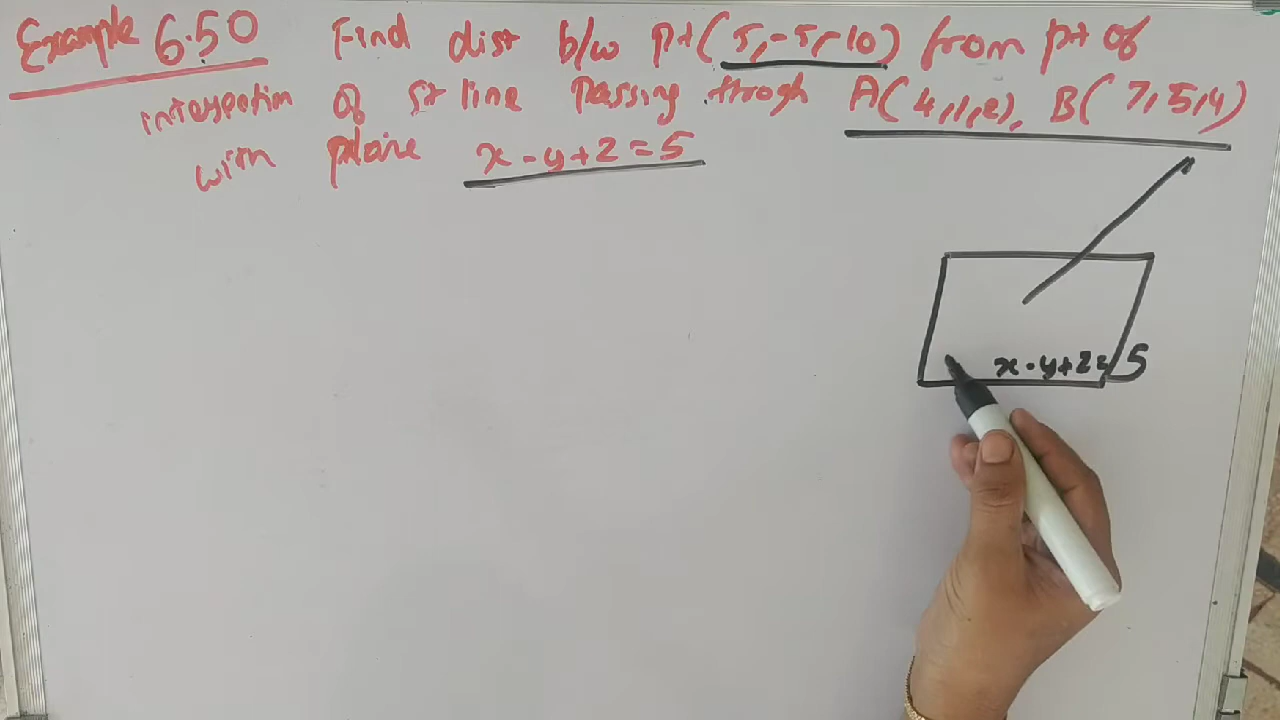 Example 6.50 Find dist b/w pt(5,-5,-10) from pt of
intersection of st line Passing throgh A(4,1,2), B(7,5,4)
with plane x-y+z=5
x-y+z=5